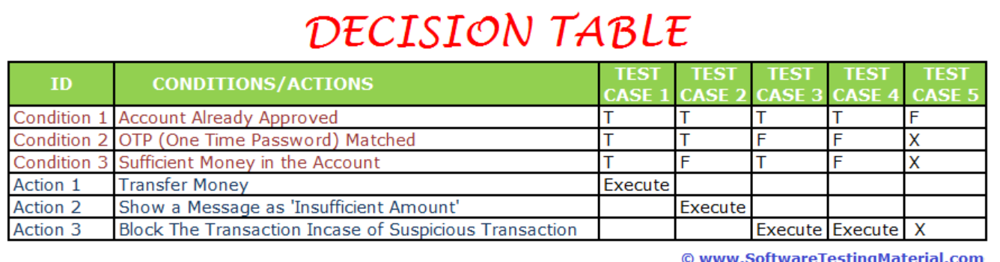 DECISION TABLE
ID CONDITIONS/ACTIONS TEST CASE 1 TEST CASE 2 TEST CASE 3 TEST CASE 4 TEST CASE 5
Condition 1 Account Already Approved T T T T F
Condition 2 OTP (One Time Password) Matched T T F F X
Condition 3 Sufficient Money in the Account T F T F X
Action 1 Transfer Money Execute
Action 2 Show a Message as 'Insufficient Amount' Execute
Action 3 Block The Transaction Incase of Suspicious Transaction Execute Execute X
© www.SoftwareTestingMaterial.com